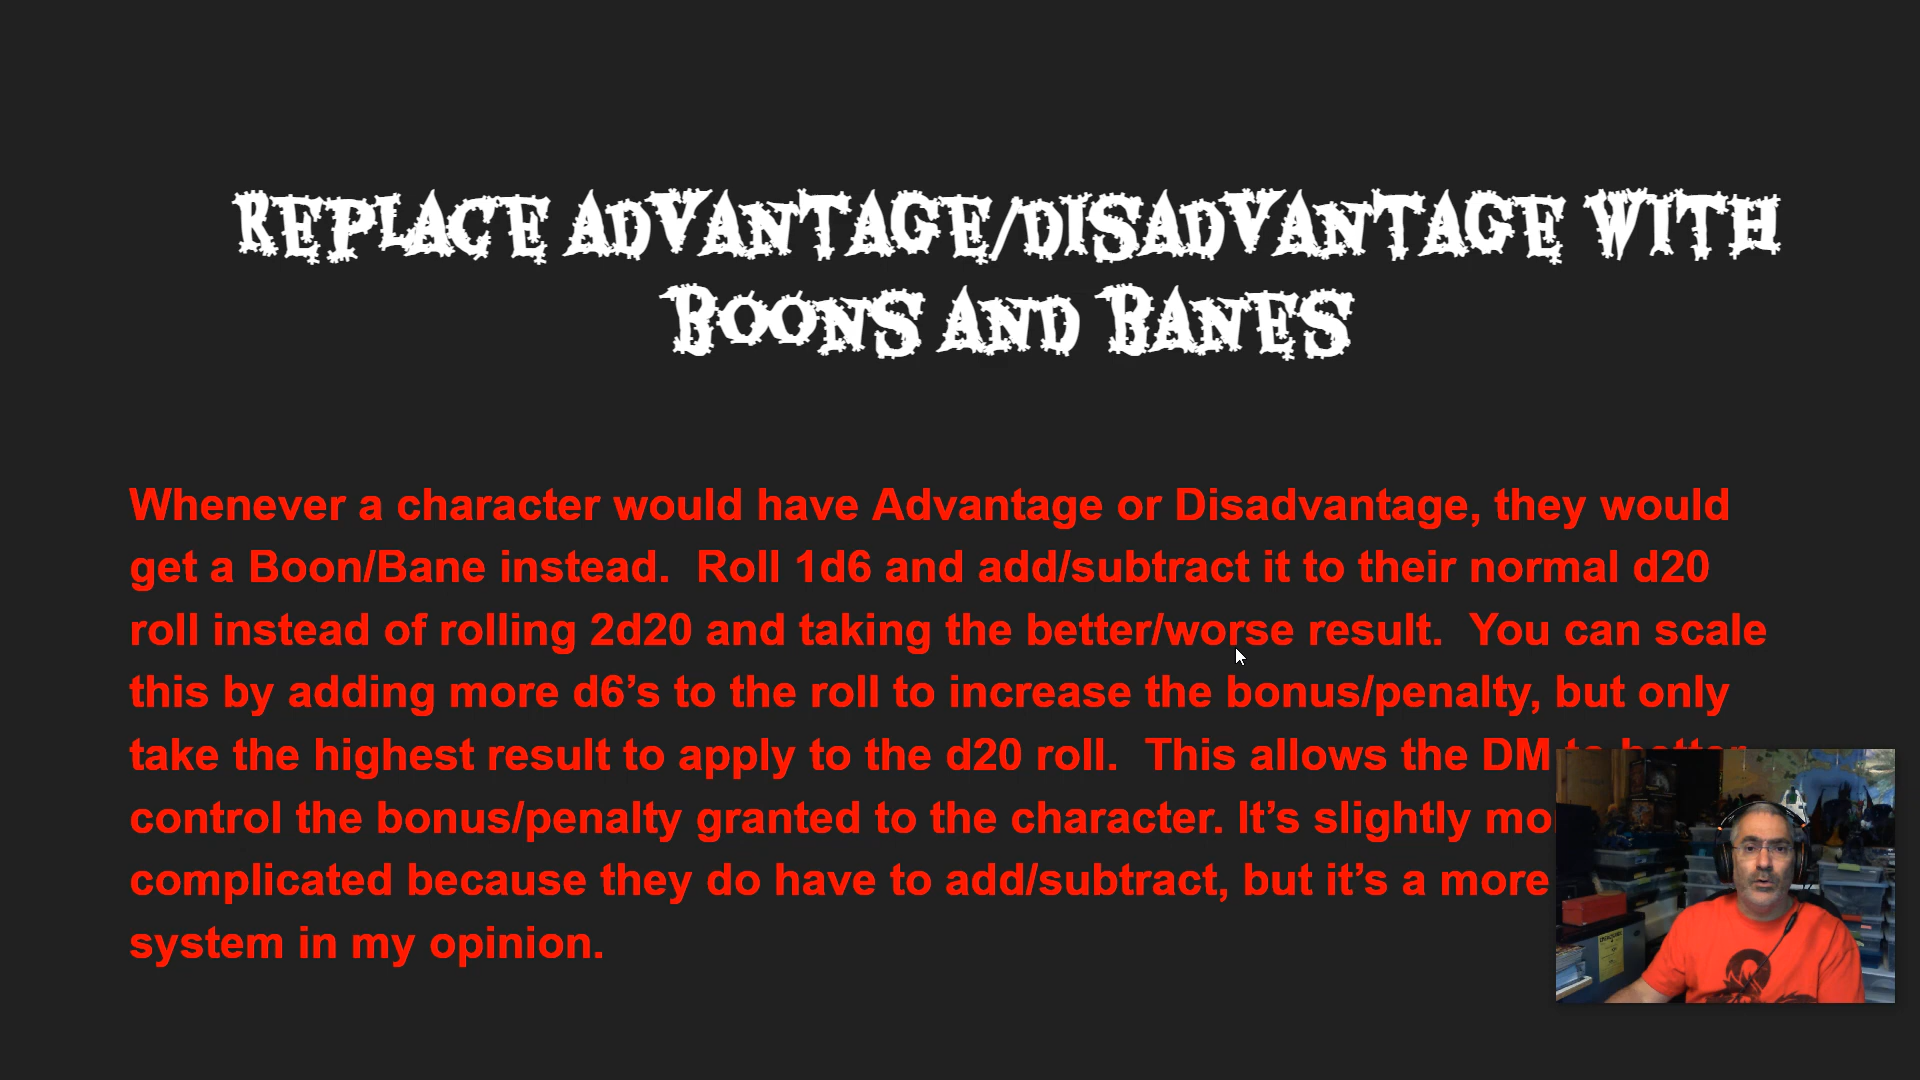 REPLACE ADVANTAGE/DISADVANTAGE WITH
BOONS AND BANES
Whenever a character would have Advantage or Disadvantage, they would
get a Boon/Bane instead.  Roll 1d6 and add/subtract it to their normal d20
roll instead of rolling 2d20 and taking the better/worse result.  You can scale
this by adding more d6’s to the roll to increase the bonus/penalty, but only
take the highest result to apply to the d20 roll.  This allows the DM
control the bonus/penalty granted to the character. It’s slightly
complicated because they do have to add/subtract, but it’s a more
system in my opinion.